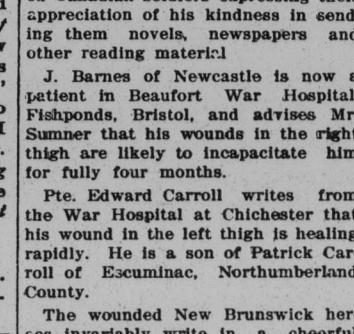 appreciation of his kindness in send
ing them novels, newspapers and
other reading material
J. Barnes of Newcastle is now a
patient in Beaufort War Hospital
Fishponds, Bristol, and advises Mr
Sumner that his wounds in the right
thigh are likely to incapacitate him
for fully four months.
Pte. Edward Carroll writes from
the War Hospital at Chichester that
his wound in the left thigh is healing
rapidly. He is a son of Patrick Car
roll of Escuminac, Northumberland
County.
The wounded New Brunswick her
invariably write in a cheerful